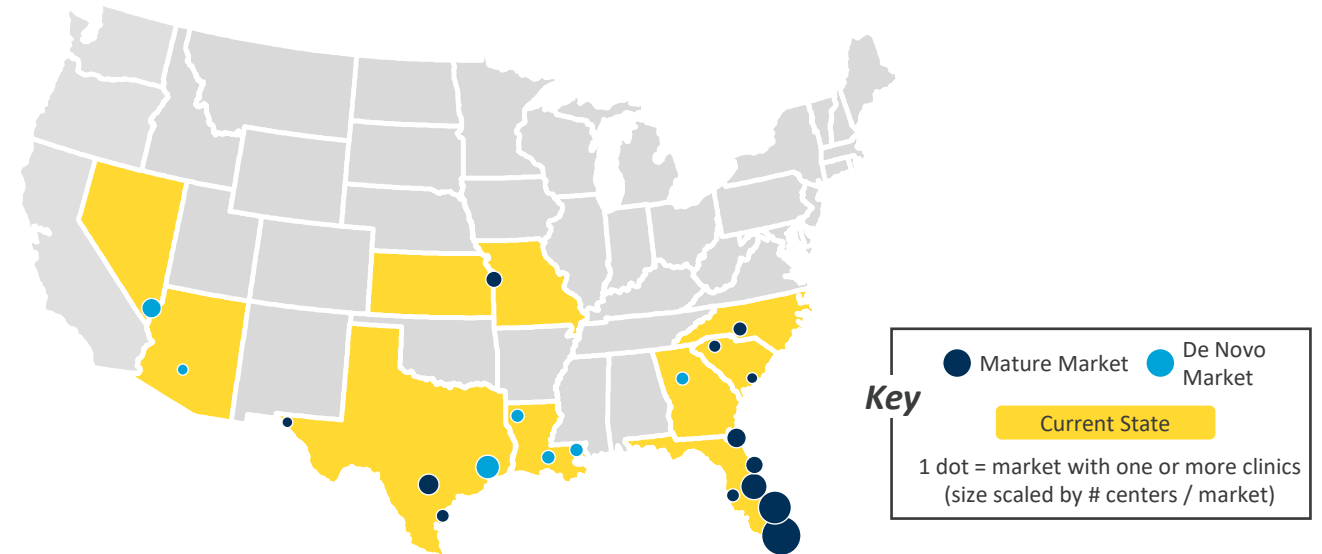 Key
Mature Market
De Novo
Market
Current State
1 dot = market with one or more clinics
(size scaled by # centers / market)